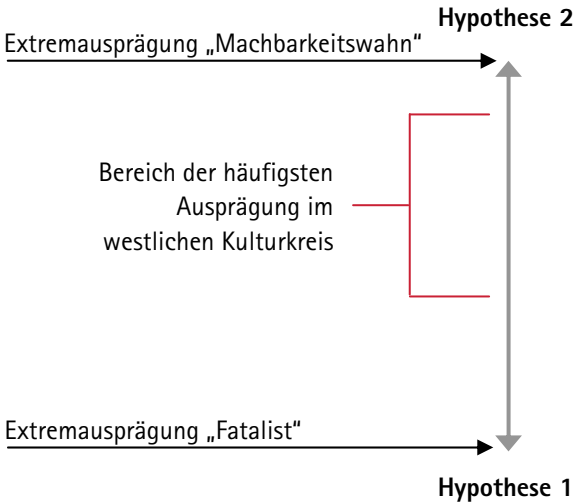 Hypothese 2
Extremausprägung „Machbarkeitswahn“
Bereich der häufigsten
Ausprägung im
westlichen Kulturkreis
Extremausprägung „Fatalist“
Hypothese 1